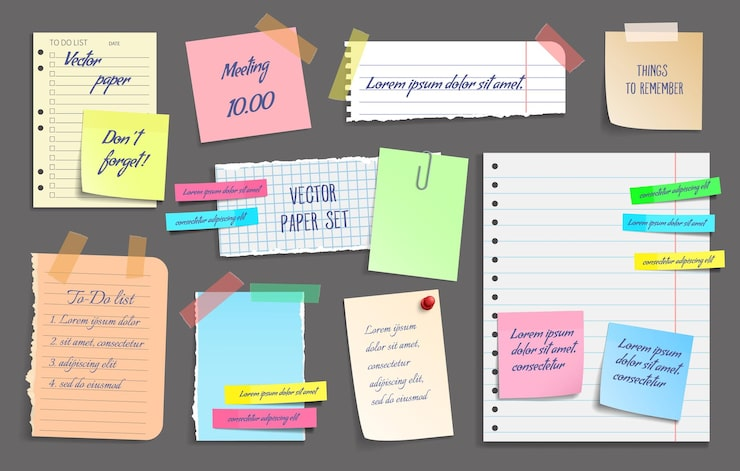 TO DO LIST DATE
Vector
paper
Don't
forget!
Meeting
10.00
Lorem ipsum dolor sit amet,
THINGS
TO REMEMBER
Lorem ipsum dolor sit amet
consectetur adipiscing elit
VECTOR
PAPER SET
consectetur adipiscing elit
Lorem ipsum dolor sit amet,
consectetur adipiscing elit
To-Do list
1. Lorem ipsum dolor
2. sit amet, consectetur
3. adipiscing elit
4. sed do eiusmod
Lorem ipsum dolor sit amet,
consectetur adipiscing elit
Lorem ipsum
dolor sit amet,
consectetur
adipiscing elit,
sed do eiusmod
Lorem ipsum
dolor sit amet,
consectetur
Lorem ipsum
dolor sit amet,
consectetur